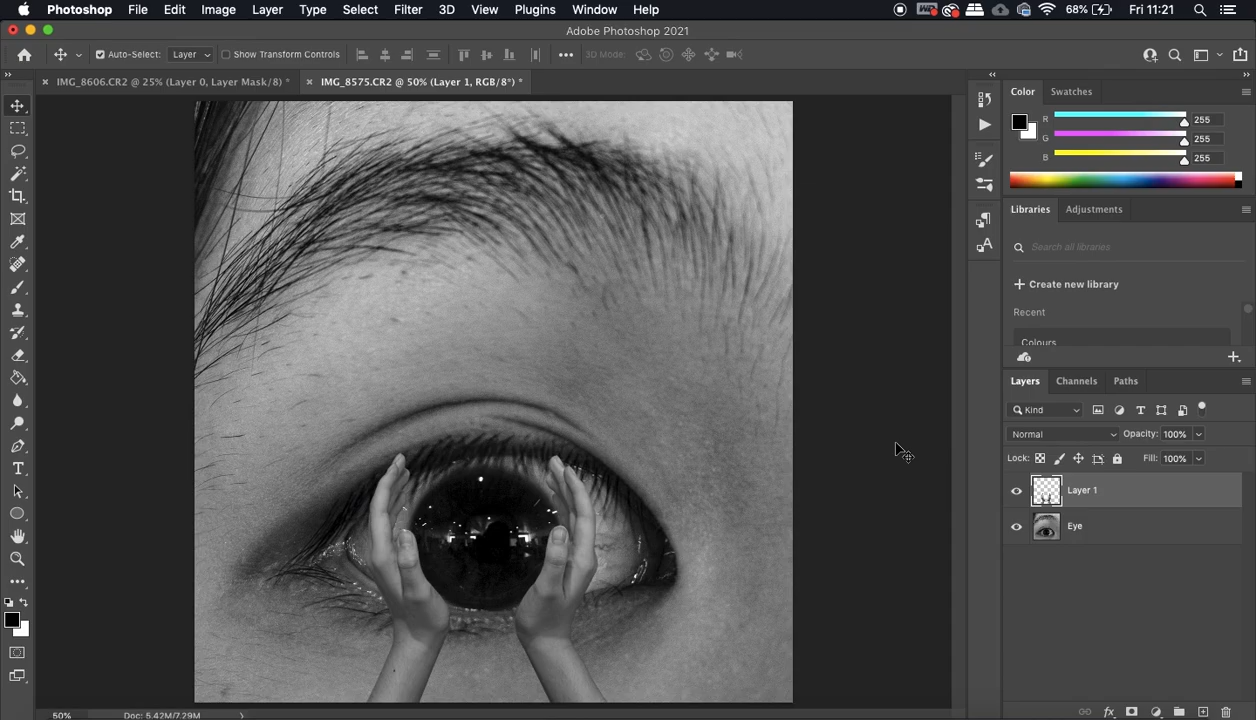 Photoshop File Edit Image Layer Type Select Filter 3D View Plugins Window Help 68% Fri 11:21
Adobe Photoshop 2021
Auto-Select: Layer Show Transform Controls 3D Mode:
IMG_8606.CR2 @ 25% (Layer 0, Layer Mask/8) * IMG_8575.CR2 @ 50% (Layer 1, RGB/8*) *
Color Swatches
R 255
G 255
B 255
Libraries Adjustments
Search all libraries
Create new library
Recent
Colours
Layers Channels Paths
Kind
Normal Opacity: 100%
Lock: Fill: 100%
Layer 1
Eye
50% Doc: 5.42M/7.29M